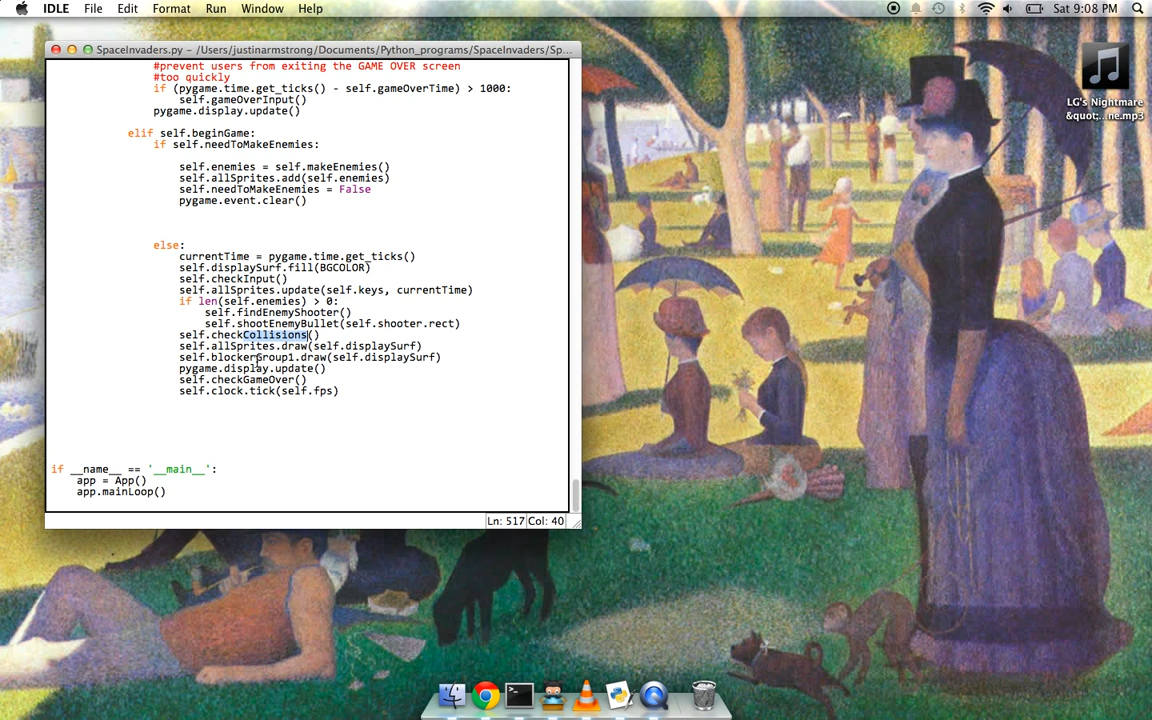 IDLE File Edit Format Run Window Help Sat 9:08 PM
SpaceInvaders.py – /Users/justinarmstrong/Documents/Python_programs/SpaceInvaders/Sp...
#prevent users from exiting the GAME OVER screen
#too quickly
if (pygame.time.get_ticks() - self.gameOverTime) > 1000:
self.gameOverInput()
pygame.display.update()
elif self.beginGame:
if self.needToMakeEnemies:
self.enemies = self.makeEnemies()
self.allSprites.add(self.enemies)
self.needToMakeEnemies = False
pygame.event.clear()
else:
currentTime = pygame.time.get_ticks()
self.displaySurf.fill(BGCOLOR)
self.checkInput()
self.allSprites.update(self.keys, currentTime)
if len(self.enemies) > 0:
self.findEnemyShooter()
self.shootEnemyBullet(self.shooter.rect)
self.checkCollisions()
self.allSprites.draw(self.displaySurf)
self.blockerGroup1.draw(self.displaySurf)
pygame.display.update()
self.checkGameOver()
self.clock.tick(self.fps)
if __name__ == '__main__':
app = App()
app.mainLoop()
Ln: 517 Col: 40
LG's Nightmare
&quot;...ne.mp3